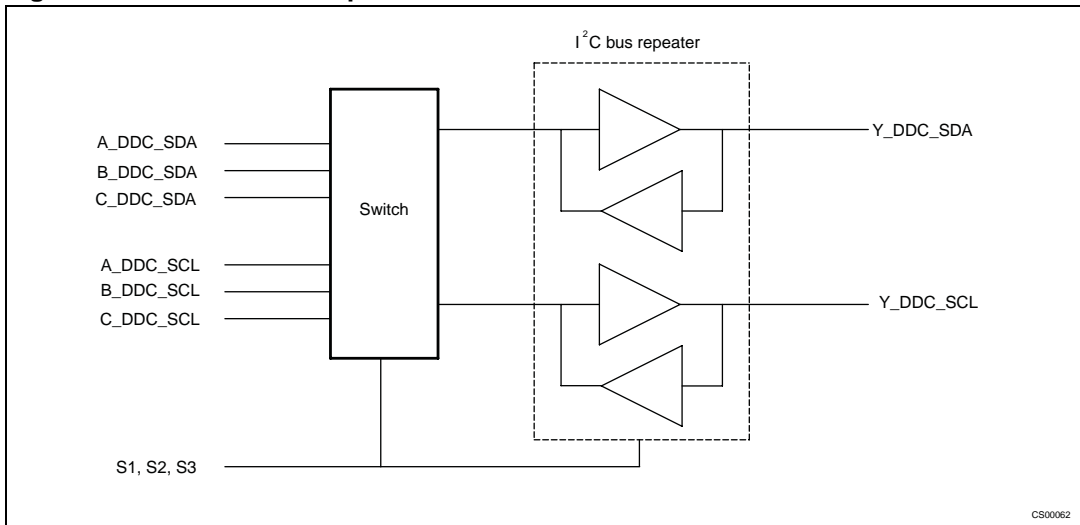 I²C bus repeater
A_DDC_SDA
B_DDC_SDA
C_DDC_SDA
Switch
A_DDC_SCL
B_DDC_SCL
C_DDC_SCL
Y_DDC_SDA
Y_DDC_SCL
S1, S2, S3
CS00062